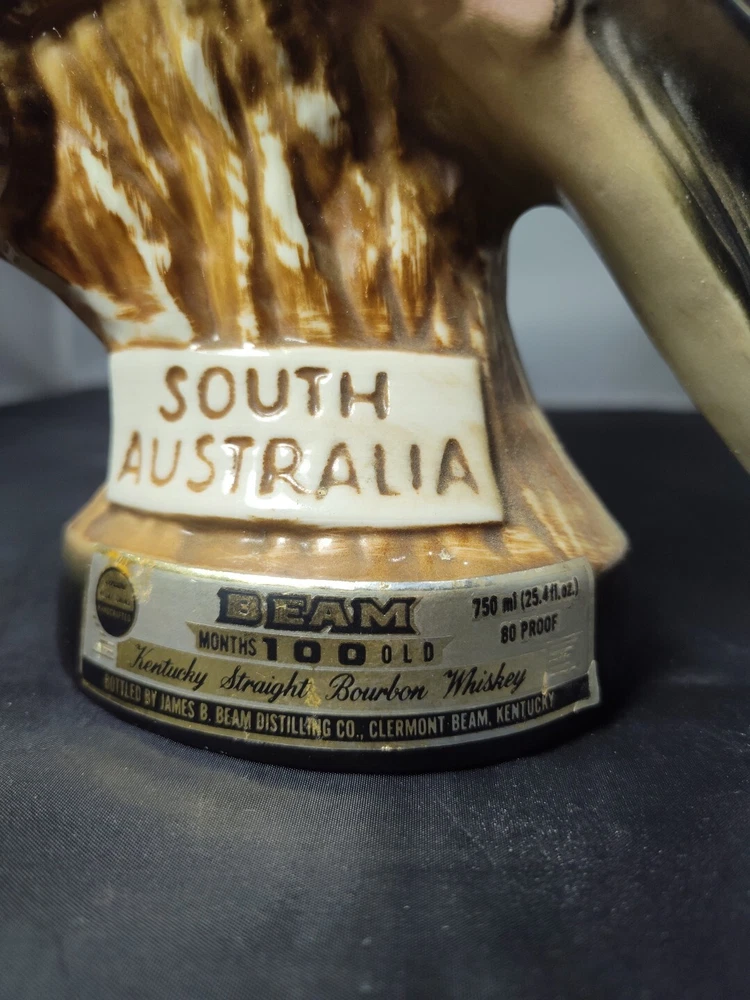 SOUTH
AUSTRALIA
BEAM
750 ml (25.4 fl. oz.)
80 PROOF
MONTHS 100 OLD
Kentucky Straight Bourbon Whiskey
BOTTLED BY JAMES B. BEAM DISTILLING CO., CLERMONT BEAM, KENTUCKY